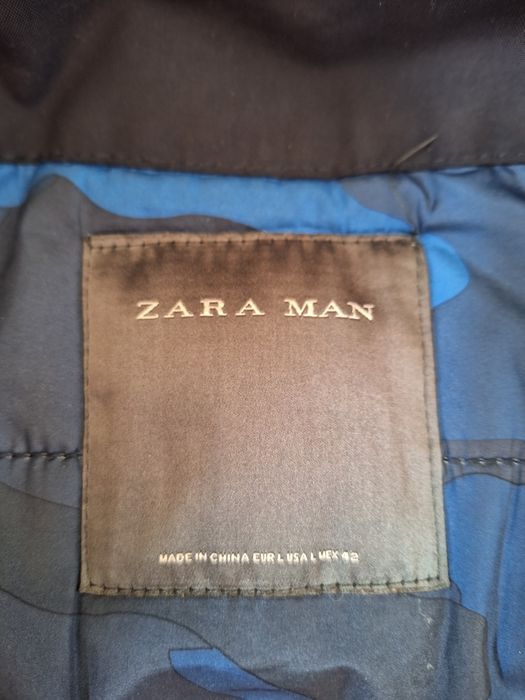 ZARA MAN
MADE IN CHINA EUR L USA L MEX 42